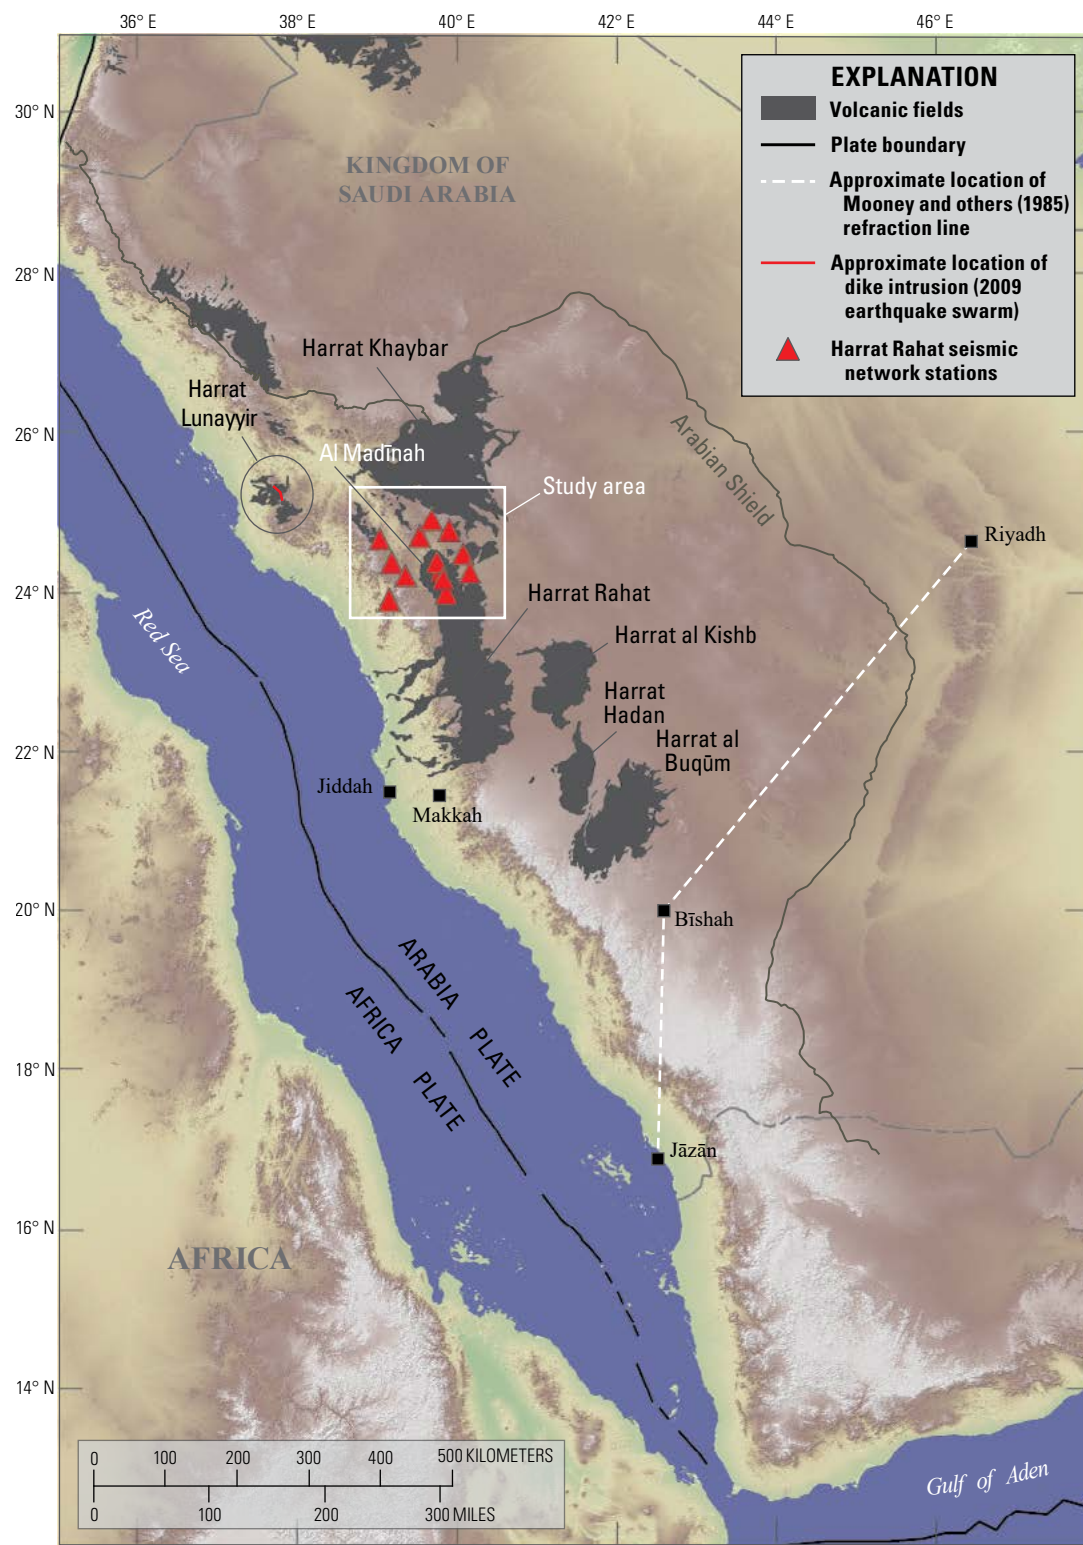 36° E
38° E
40° E
42° E
44° E
46° E
30° N
28° N
26° N
24° N
22° N
20° N
18° N
16° N
14° N
EXPLANATION
Volcanic fields
Plate boundary
Approximate location of
Mooney and others (1985)
refraction line
Approximate location of
dike intrusion (2009
earthquake swarm)
Harrat Rahat seismic
network stations
KINGDOM OF
SAUDI ARABIA
Harrat Khaybar
Harrat
Lunayyir
Al Madīnah
Study area
Arabian Shield
Riyadh
Harrat Rahat
Harrat al Kishb
Harrat
Hadan
Harrat al
Buqūm
Red Sea
Jiddah
Makkah
Bīshah
ARABIA PLATE
AFRICA PLATE
Jāzān
AFRICA
Gulf of Aden
0 100 200 300 400 500 KILOMETERS
0 100 200 300 MILES